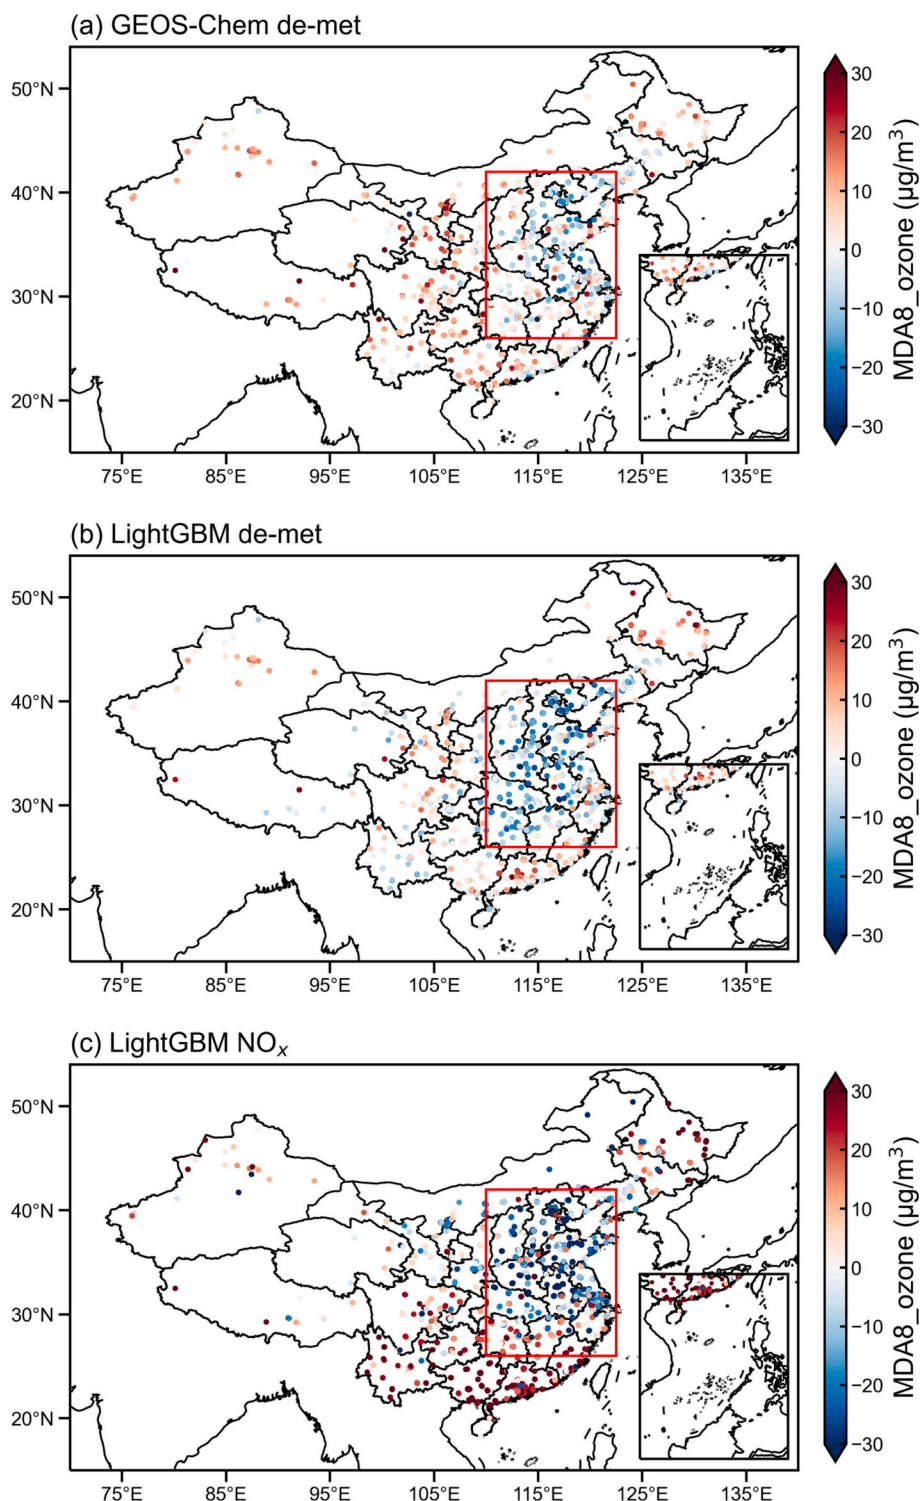 (a) GEOS-Chem de-met
50°N
40°N
30°N
20°N
75°E 85°E 95°E 105°E 115°E 125°E 135°E
30
20
10
0
−10
−20
−30
MDA8_ozone (μg/m³)
(b) LightGBM de-met
50°N
40°N
30°N
20°N
75°E 85°E 95°E 105°E 115°E 125°E 135°E
30
20
10
0
−10
−20
−30
MDA8_ozone (μg/m³)
(c) LightGBM NOₓ
50°N
40°N
30°N
20°N
75°E 85°E 95°E 105°E 115°E 125°E 135°E
30
20
10
0
−10
−20
−30
MDA8_ozone (μg/m³)